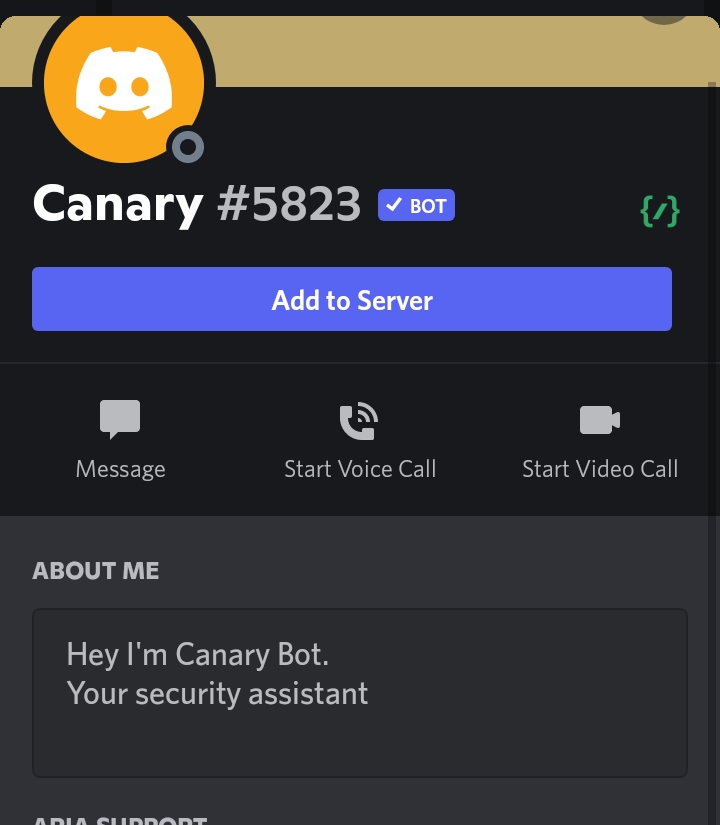 Canary #5823 ✓ BOT
{/}
Add to Server
Message Start Voice Call Start Video Call
ABOUT ME
Hey I'm Canary Bot.
Your security assistant